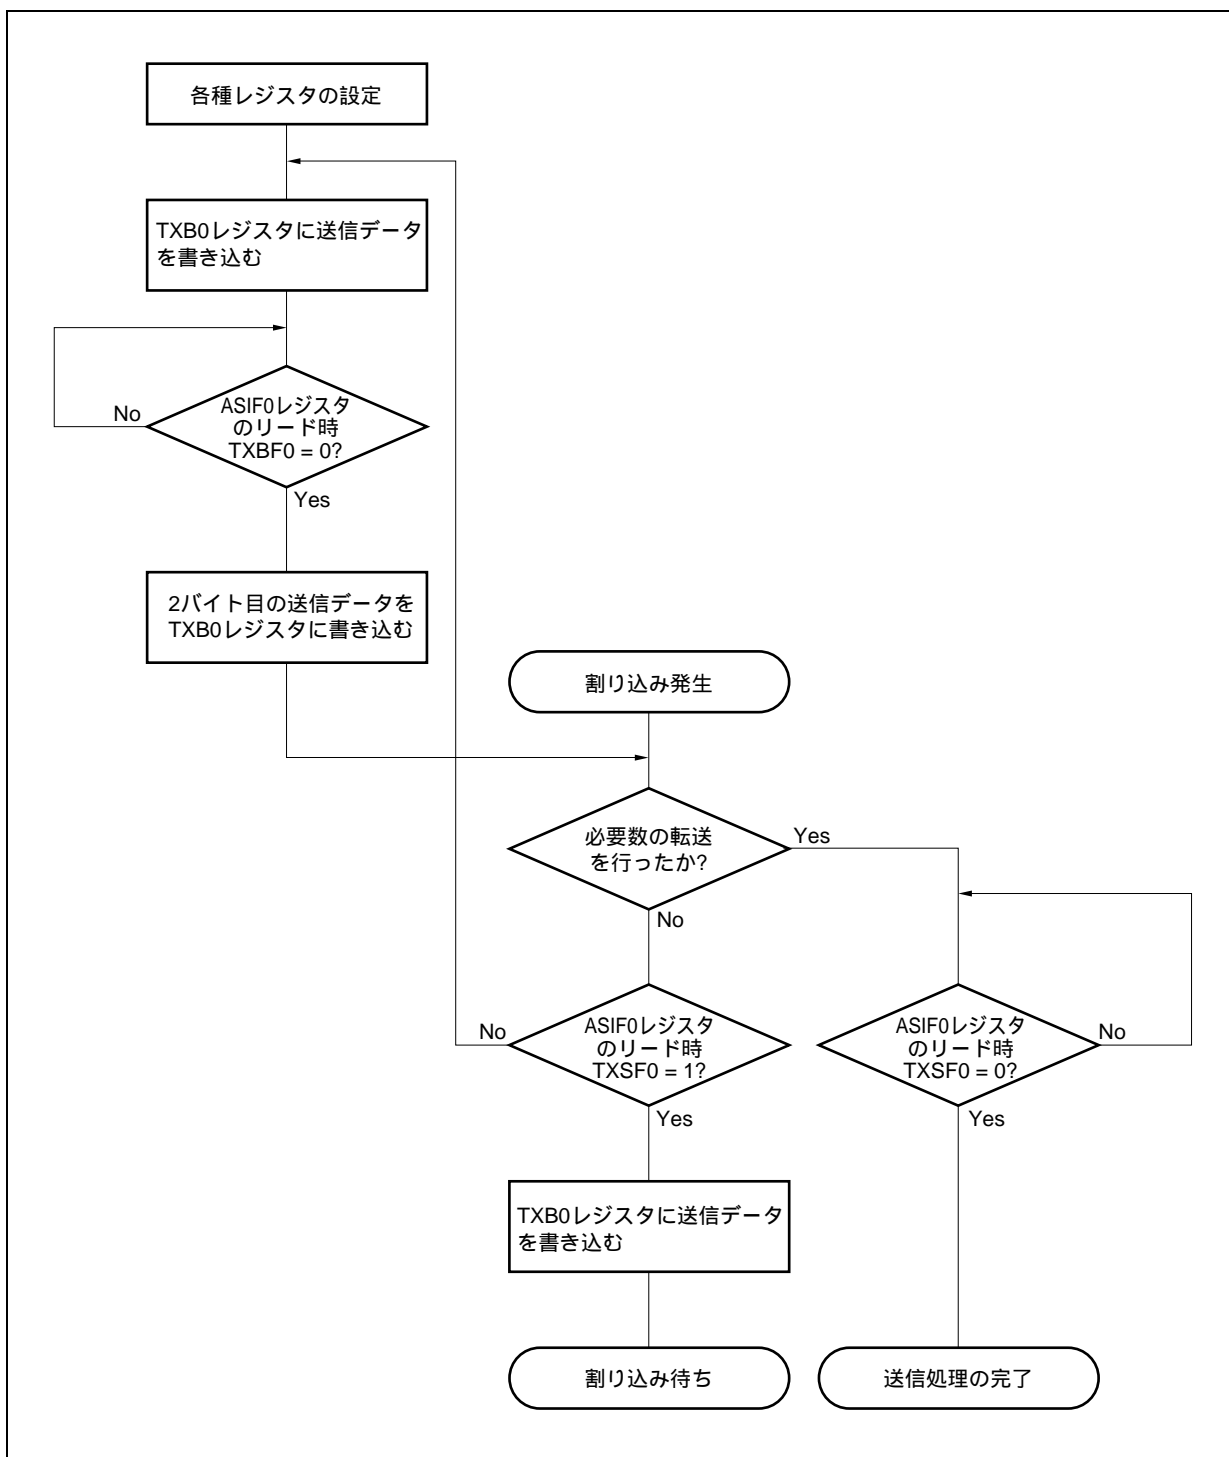 各種レジスタの設定
TXB0レジスタに送信データ
を書き込む
No
ASIF0レジスタ
のリード時
TXBF0 = 0?
Yes
2バイト目の送信データを
TXB0レジスタに書き込む
割り込み発生
必要数の転送
を行ったか?
Yes
No
No
ASIF0レジスタ
のリード時
TXSF0 = 1?
Yes
ASIF0レジスタ
のリード時
TXSF0 = 0?
No
Yes
TXB0レジスタに送信データ
を書き込む
割り込み待ち
送信処理の完了